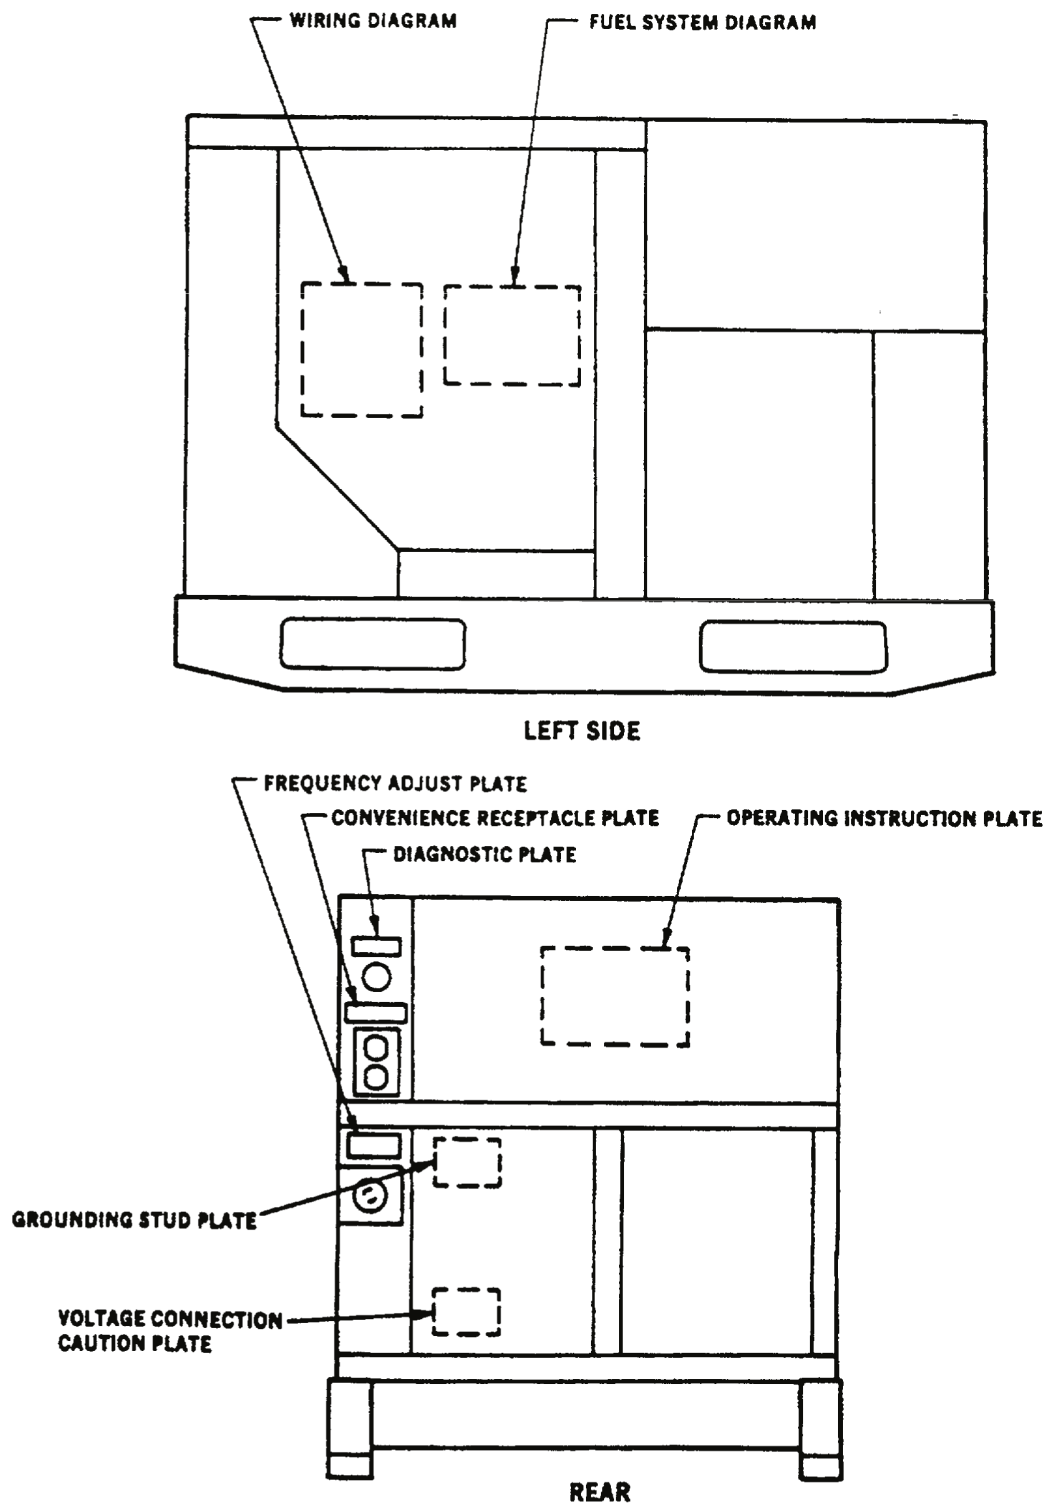 WIRING DIAGRAM
FUEL SYSTEM DIAGRAM
LEFT SIDE
FREQUENCY ADJUST PLATE
CONVENIENCE RECEPTACLE PLATE
OPERATING INSTRUCTION PLATE
DIAGNOSTIC PLATE
GROUNDING STUD PLATE
VOLTAGE CONNECTION
CAUTION PLATE
REAR